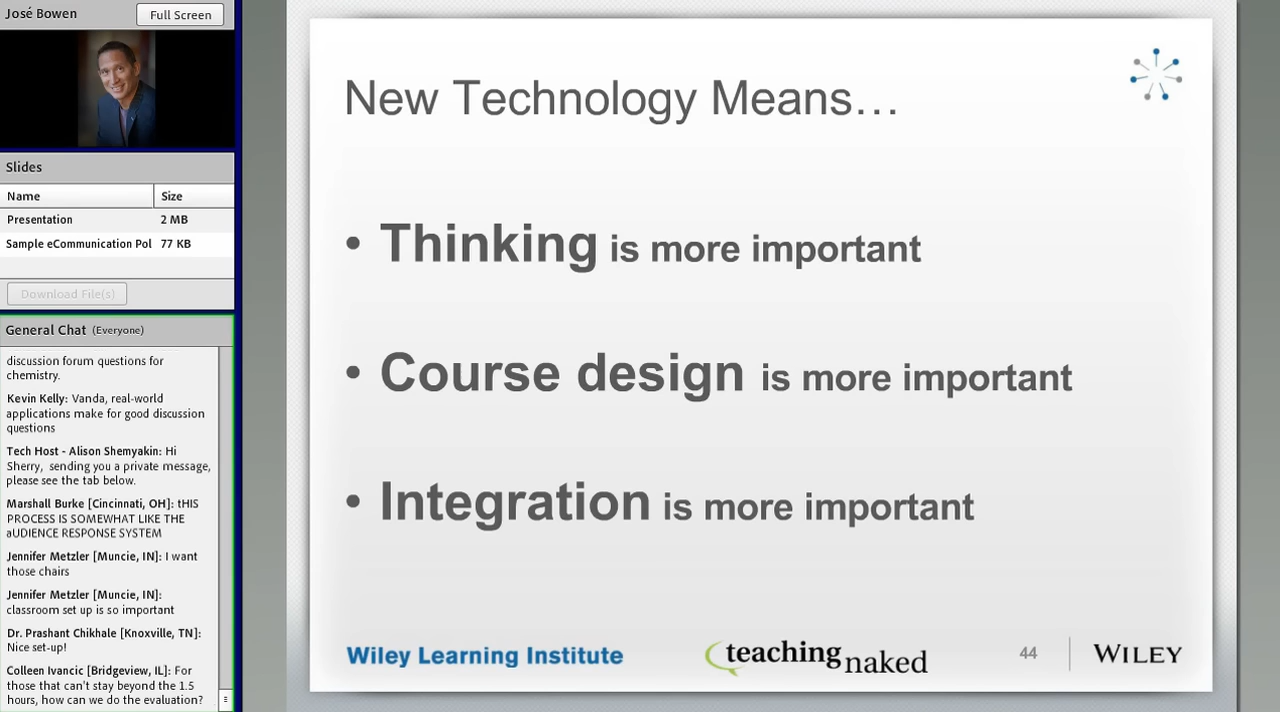 José Bowen
Full Screen
Slides
Name Size
Presentation 2 MB
Sample eCommunication Pol 77 KB
Download File(s)
General Chat (Everyone)
discussion forum questions for
chemistry.
Kevin Kelly: Vanda, real-world
applications make for good discussion
questions
Tech Host - Alison Shemyakin: Hi
Sherry, sending you a private message,
please see the tab below.
Marshall Burke [Cincinnati, OH]: tHIS
PROCESS IS SOMEWHAT LIKE THE
aUDIENCE RESPONSE SYSTEM
Jennifer Metzler [Muncie, IN]: I want
those chairs
Jennifer Metzler [Muncie, IN]:
classroom set up is so important
Dr. Prashant Chikhale [Knoxville, TN]:
Nice set-up!
Colleen Ivancic [Bridgeview, IL]: For
those that can't stay beyond the 1.5
hours, how can we do the evaluation?
New Technology Means…
• Thinking is more important
• Course design is more important
• Integration is more important
Wiley Learning Institute
teaching naked
44
WILEY